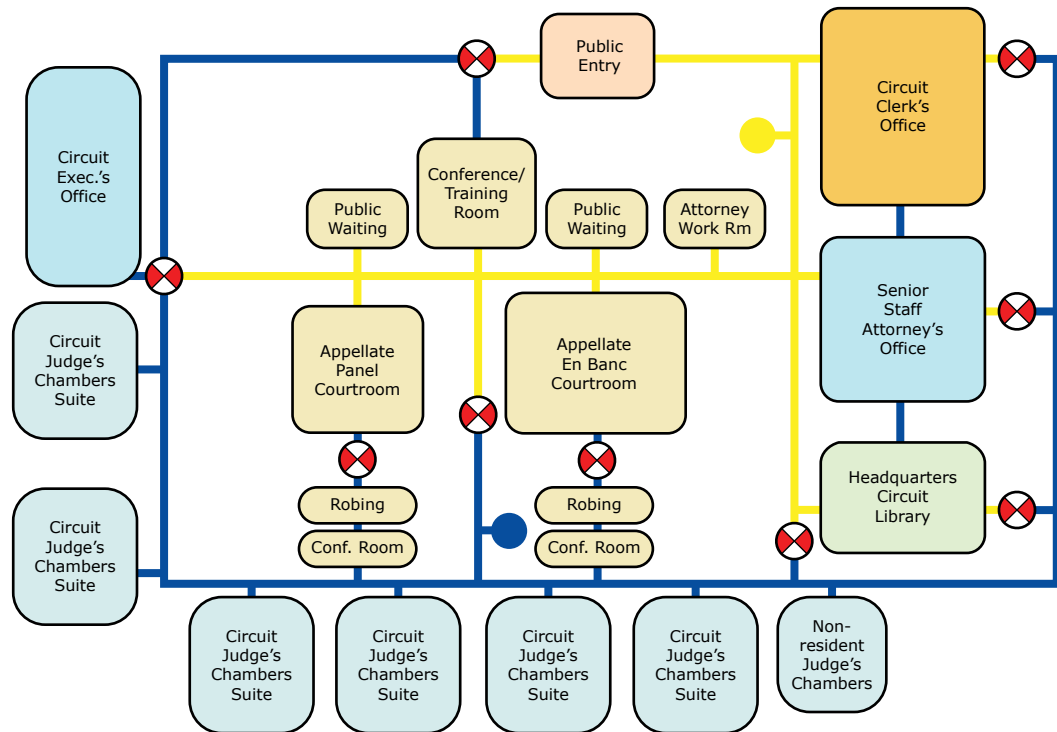 Public
Entry
Circuit
Clerk's
Office
Circuit
Exec.'s
Office
Conference/
Training
Room
Public
Waiting
Public
Waiting
Attorney
Work Rm
Senior
Staff
Attorney's
Office
Circuit
Judge's
Chambers
Suite
Appellate
Panel
Courtroom
Appellate
En Banc
Courtroom
Headquarters
Circuit
Library
Circuit
Judge's
Chambers
Suite
Robing
Conf. Room
Robing
Conf. Room
Circuit
Judge's
Chambers
Suite
Circuit
Judge's
Chambers
Suite
Circuit
Judge's
Chambers
Suite
Circuit
Judge's
Chambers
Suite
Non-
resident
Judge's
Chambers